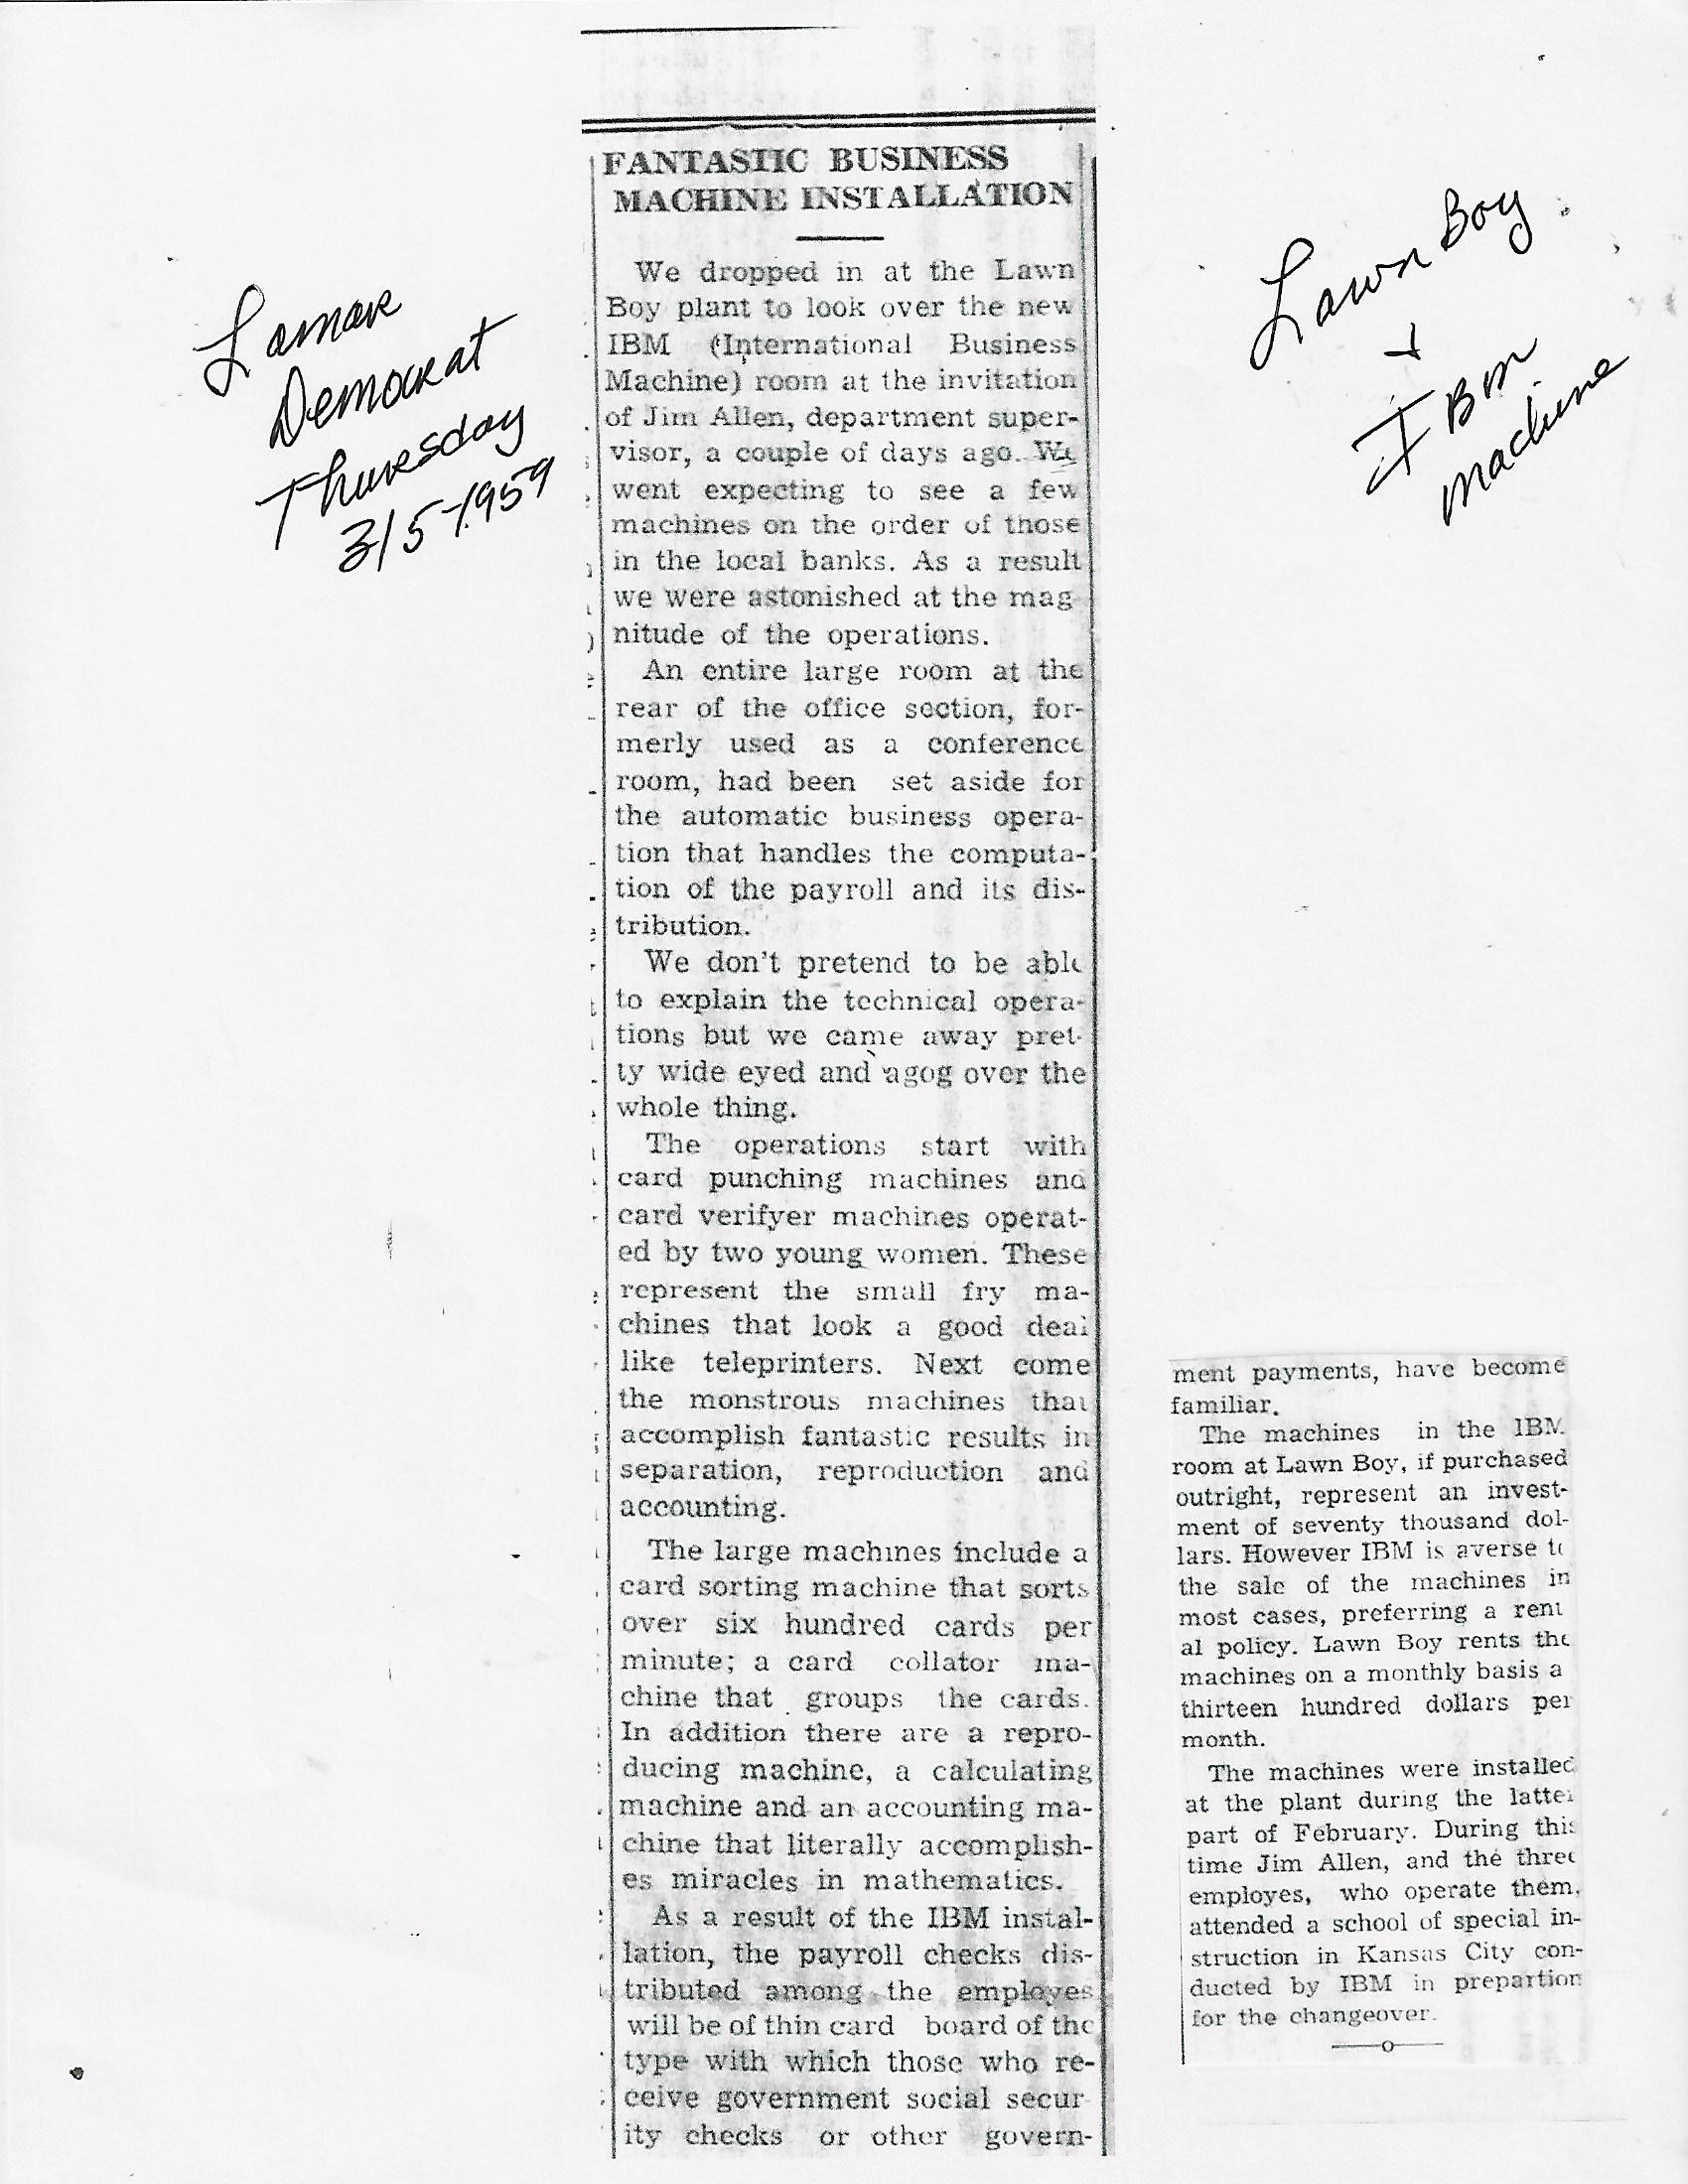 Lamar
Democrat
Thursday
3/5/1959
Lawn Boy
+
IBM
machine
FANTASTIC BUSINESS
MACHINE INSTALLATION
We dropped in at the Lawn
Boy plant to look over the new
IBM (International Business
Machine) room at the invitation
of Jim Allen, department super-
visor, a couple of days ago. We
went expecting to see a few
machines on the order of those
in the local banks. As a result
we were astonished at the mag-
nitude of the operations.
An entire large room at the
rear of the office section, for-
merly used as a conference
room, had been set aside for
the automatic business opera-
tion that handles the computa-
tion of the payroll and its dis-
tribution.
We don't pretend to be able
to explain the technical opera-
tions but we came away pret-
ty wide eyed and agog over the
whole thing.
The operations start with
card punching machines and
card verifyer machines operat-
ed by two young women. These
represent the small fry ma-
chines that look a good deal
like teleprinters. Next come
the monstrous machines that
accomplish fantastic results in
separation, reproduction and
accounting.
The large machines include a
card sorting machine that sorts
over six hundred cards per
minute; a card collator ma-
chine that groups the cards.
In addition there are a repro-
ducing machine, a calculating
machine and an accounting ma-
chine that literally accomplish-
es miracles in mathematics.
As a result of the IBM instal-
lation, the payroll checks dis-
tributed among the employes
will be of thin card board of the
type with which those who re-
ceive government social secur
ity checks or other govern-
ment payments, have become
familiar.
The machines in the IBM
room at Lawn Boy, if purchased
outright, represent an invest-
ment of seventy thousand dol-
lars. However IBM is averse to
the sale of the machines in
most cases, preferring a rent
al policy. Lawn Boy rents the
machines on a monthly basis a
thirteen hundred dollars per
month.
The machines were installed
at the plant during the latter
part of February. During this
time Jim Allen, and the three
employes, who operate them,
attended a school of special in-
struction in Kansas City con-
ducted by IBM in prepartion
for the changeover.